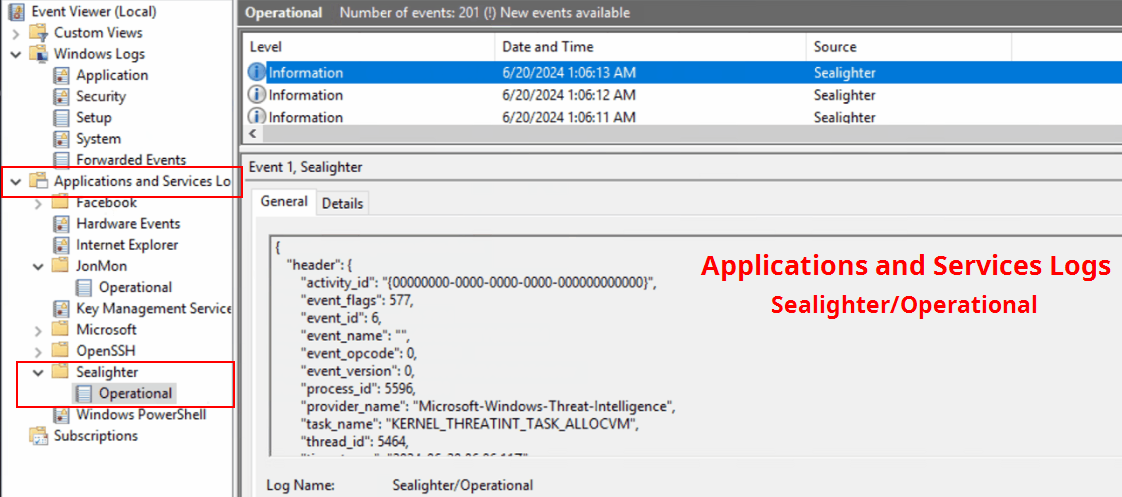 Event Viewer (Local)
Custom Views
Windows Logs
Application
Security
Setup
System
Forwarded Events
Applications and Services Lo
Facebook
Hardware Events
Internet Explorer
JonMon
Operational
Key Management Service
Microsoft
OpenSSH
Sealighter
Operational
Windows PowerShell
Subscriptions
Operational Number of events: 201 (!) New events available
Level Date and Time Source
Information 6/20/2024 1:06:13 AM Sealighter
Information 6/20/2024 1:06:12 AM Sealighter
Information 6/20/2024 1:06:11 AM Sealighter
Event 1, Sealighter
General Details
{
"header": {
"activity_id": "{00000000-0000-0000-0000-000000000000}",
"event_flags": 577,
"event_id": 6,
"event_name": "",
"event_opcode": 0,
"event_version": 0,
"process_id": 5596,
"provider_name": "Microsoft-Windows-Threat-Intelligence",
"task_name": "KERNEL_THREATINT_TASK_ALLOCVM",
"thread_id": 5464,
Applications and Services Logs
Sealighter/Operational
Log Name: Sealighter/Operational